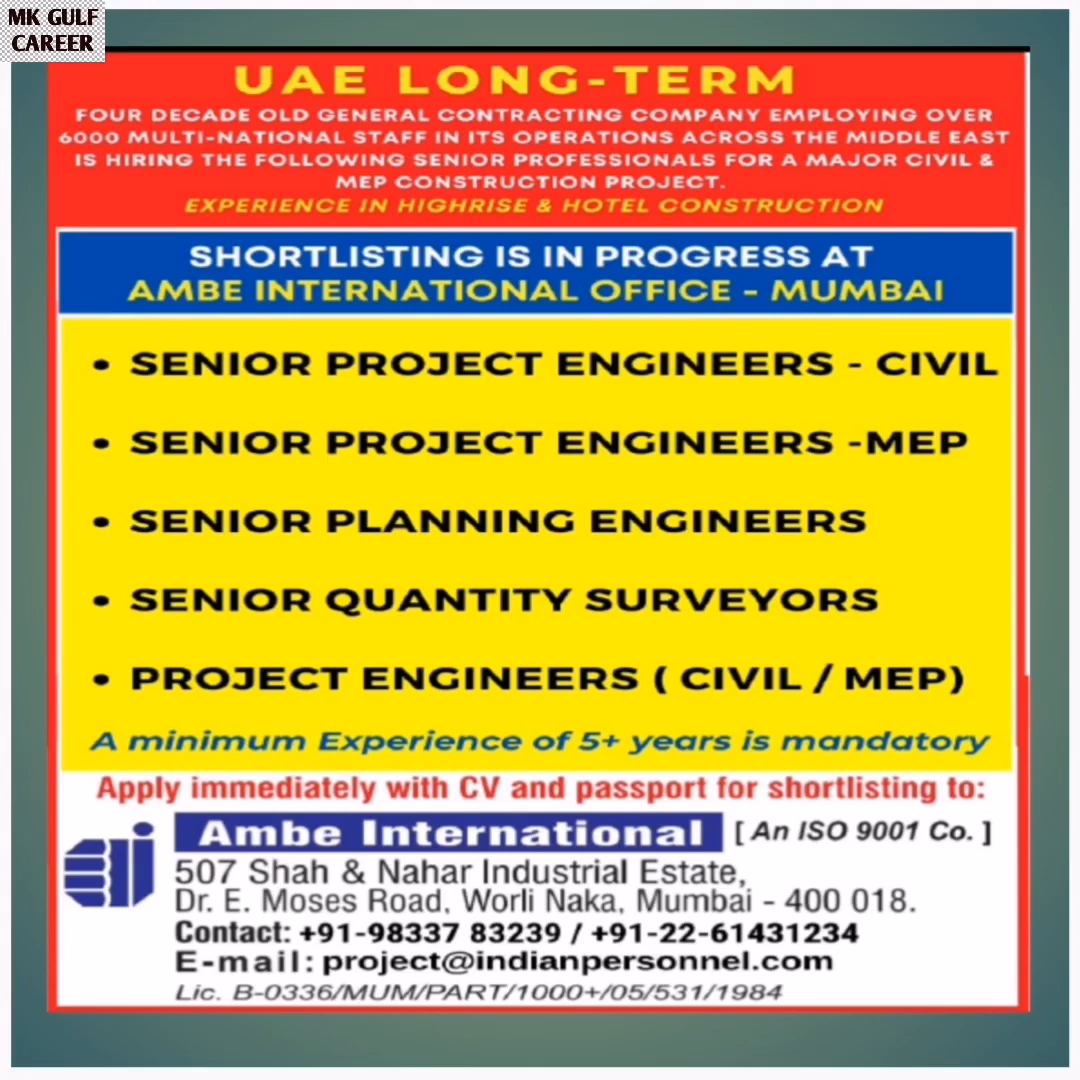 MK GULF
CAREER
UAE LONG-TERM
FOUR DECADE OLD GENERAL CONTRACTING COMPANY EMPLOYING OVER
6000 MULTI-NATIONAL STAFF IN ITS OPERATIONS ACROSS THE MIDDLE EAST
IS HIRING THE FOLLOWING SENIOR PROFESSIONALS FOR A MAJOR CIVIL &
MEP CONSTRUCTION PROJECT.
EXPERIENCE IN HIGHRISE & HOTEL CONSTRUCTION
SHORTLISTING IS IN PROGRESS AT
AMBE INTERNATIONAL OFFICE - MUMBAI
• SENIOR PROJECT ENGINEERS - CIVIL
• SENIOR PROJECT ENGINEERS -MEP
• SENIOR PLANNING ENGINEERS
• SENIOR QUANTITY SURVEYORS
• PROJECT ENGINEERS ( CIVIL / MEP)
A minimum Experience of 5+ years is mandatory
Apply immediately with CV and passport for shortlisting to:
Ambe International [ An ISO 9001 Co. ]
507 Shah & Nahar Industrial Estate,
Dr. E. Moses Road, Worli Naka, Mumbai - 400 018.
Contact: +91-98337 83239 / +91-22-61431234
E-mail: project@indianpersonnel.com
Lic. B-0336/MUM/PART/1000+/05/531/1984